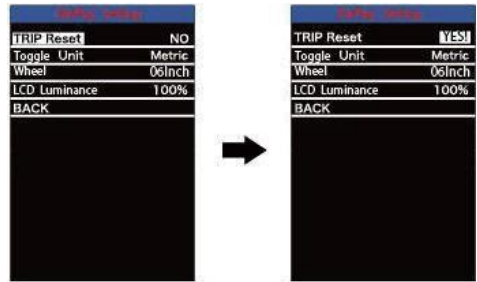 TRIP Reset NO
Toggle Unit Metric
Wheel 06Inch
LCD Luminance 100%
BACK
TRIP Reset YES!
Toggle Unit Metric
Wheel 06Inch
LCD Luminance 100%
BACK